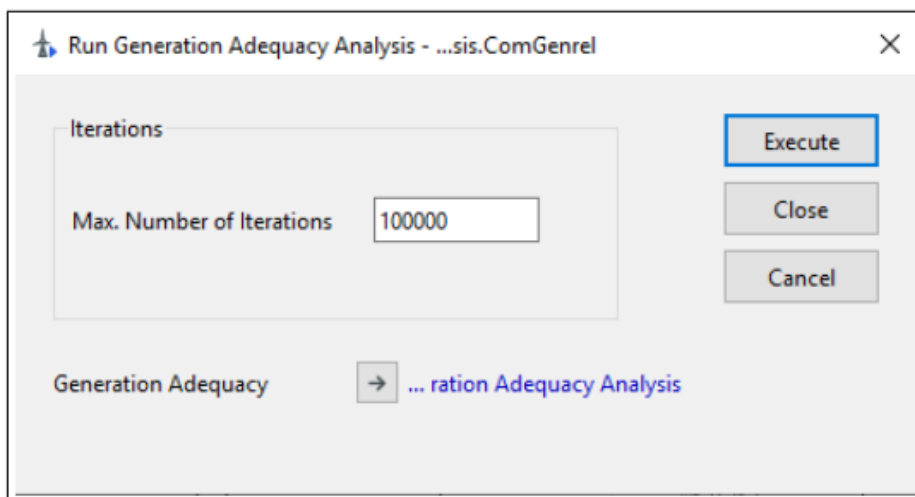 Run Generation Adequacy Analysis - ...sis.ComGenrel
Iterations
Max. Number of Iterations 100000
Execute
Close
Cancel
Generation Adequacy ... ration Adequacy Analysis